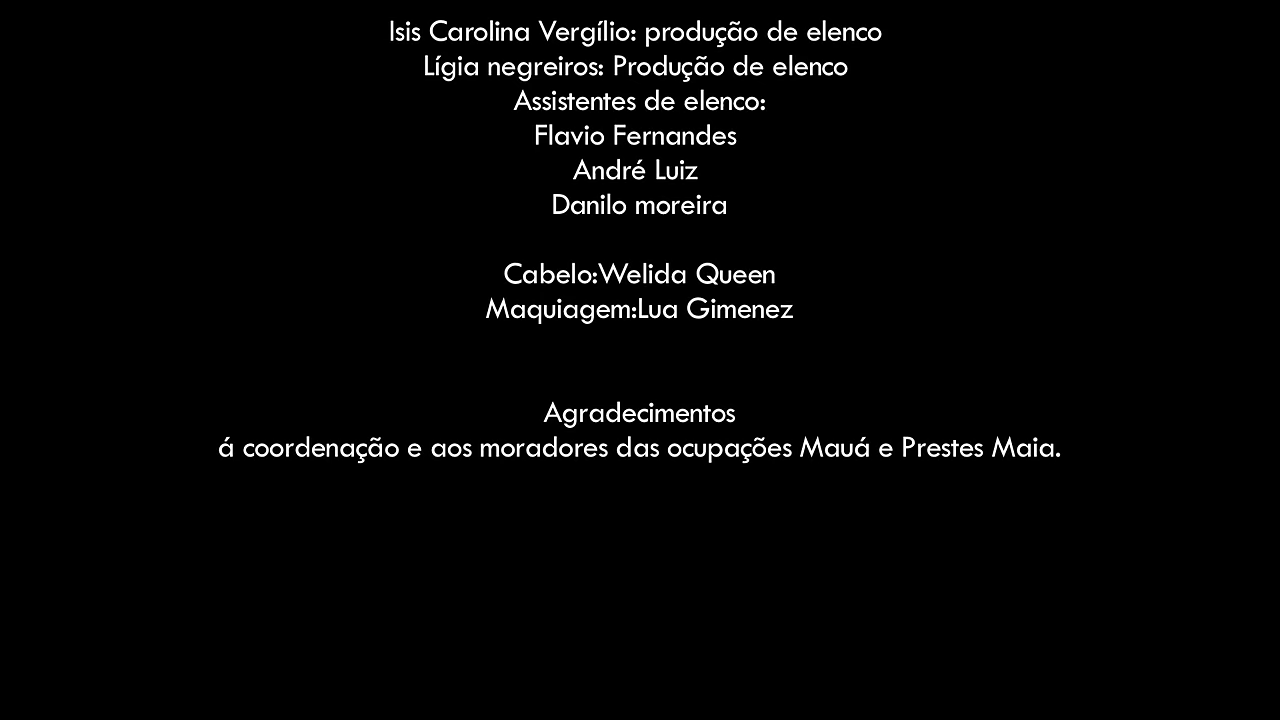 Isis Carolina Vergílio: produção de elenco
Lígia negreiros: Produção de elenco
Assistentes de elenco:
Flavio Fernandes
André Luiz
Danilo moreira
Cabelo:Welida Queen
Maquiagem:Lua Gimenez
Agradecimentos
á coordenação e aos moradores das ocupações Mauá e Prestes Maia.